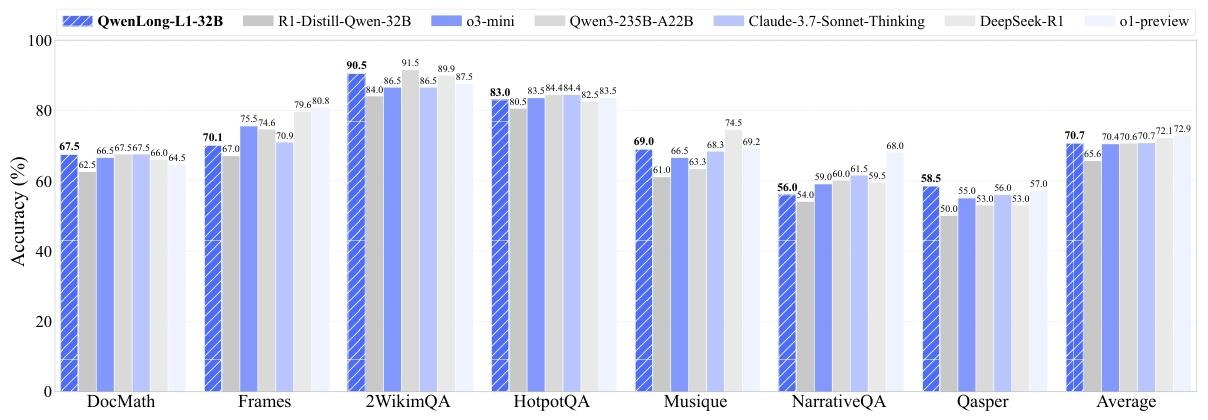 QwenLong-L1-32B R1-Distill-Qwen-32B o3-mini Qwen3-235B-A22B Claude-3.7-Sonnet-Thinking DeepSeek-R1 o1-preview
Accuracy (%)
100
80
60
40
20
0
67.5 62.5 66.5 67.5 67.5 66.0 64.5
70.1 67.0 75.5 74.6 70.9 79.6 80.8
90.5 84.0 86.5 91.5 86.5 89.9 87.5
83.0 80.5 83.5 84.4 84.4 82.5 83.5
69.0 61.0 66.5 63.3 68.3 74.5 69.2
56.0 54.0 59.0 60.0 61.5 59.5 68.0
58.5 50.0 55.0 53.0 56.0 53.0 57.0
70.7 65.6 70.4 70.6 70.7 72.1 72.9
DocMath Frames 2WikimQA HotpotQA Musique NarrativeQA Qasper Average